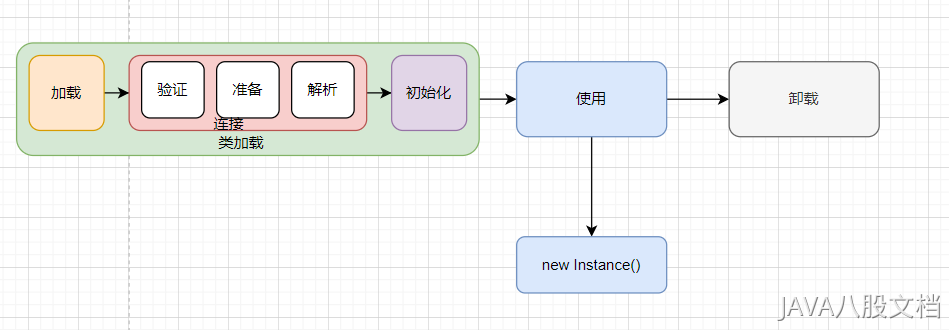 加载
验证
准备
解析
初始化
连接
类加载
使用
卸载
new Instance()
JAVA八股文档